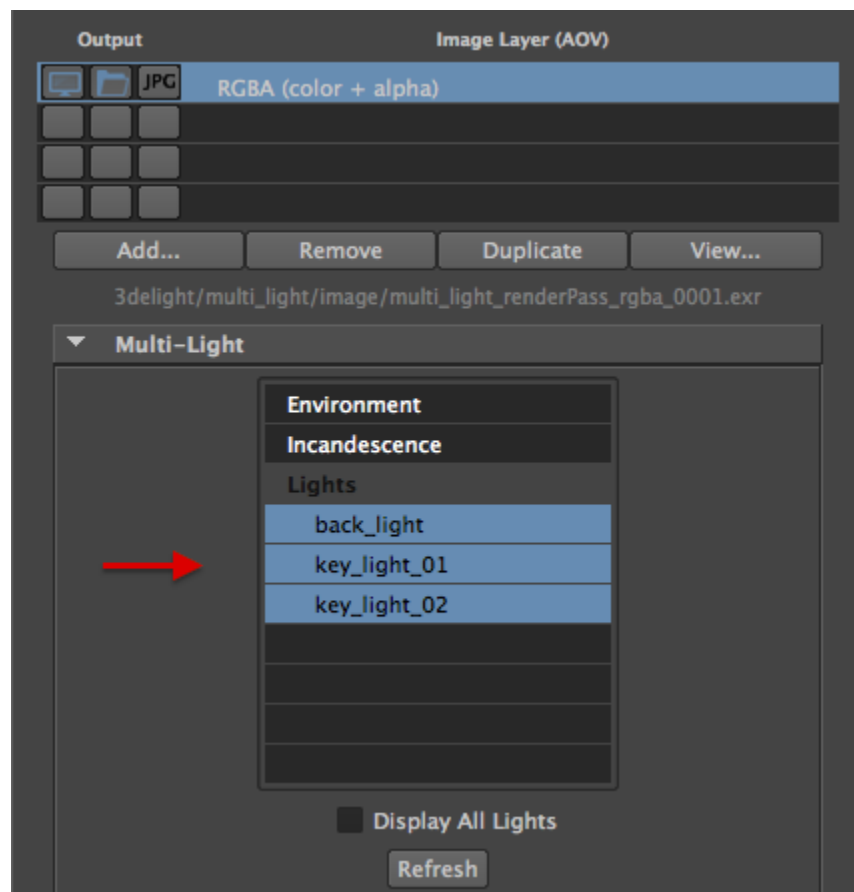 Output Image Layer (AOV)
JPG RGBA (color + alpha)
Add... Remove Duplicate View...
3delight/multi_light/image/multi_light_renderPass_rgba_0001.exr
Multi-Light
Environment
Incandescence
Lights
back_light
key_light_01
key_light_02
Display All Lights
Refresh